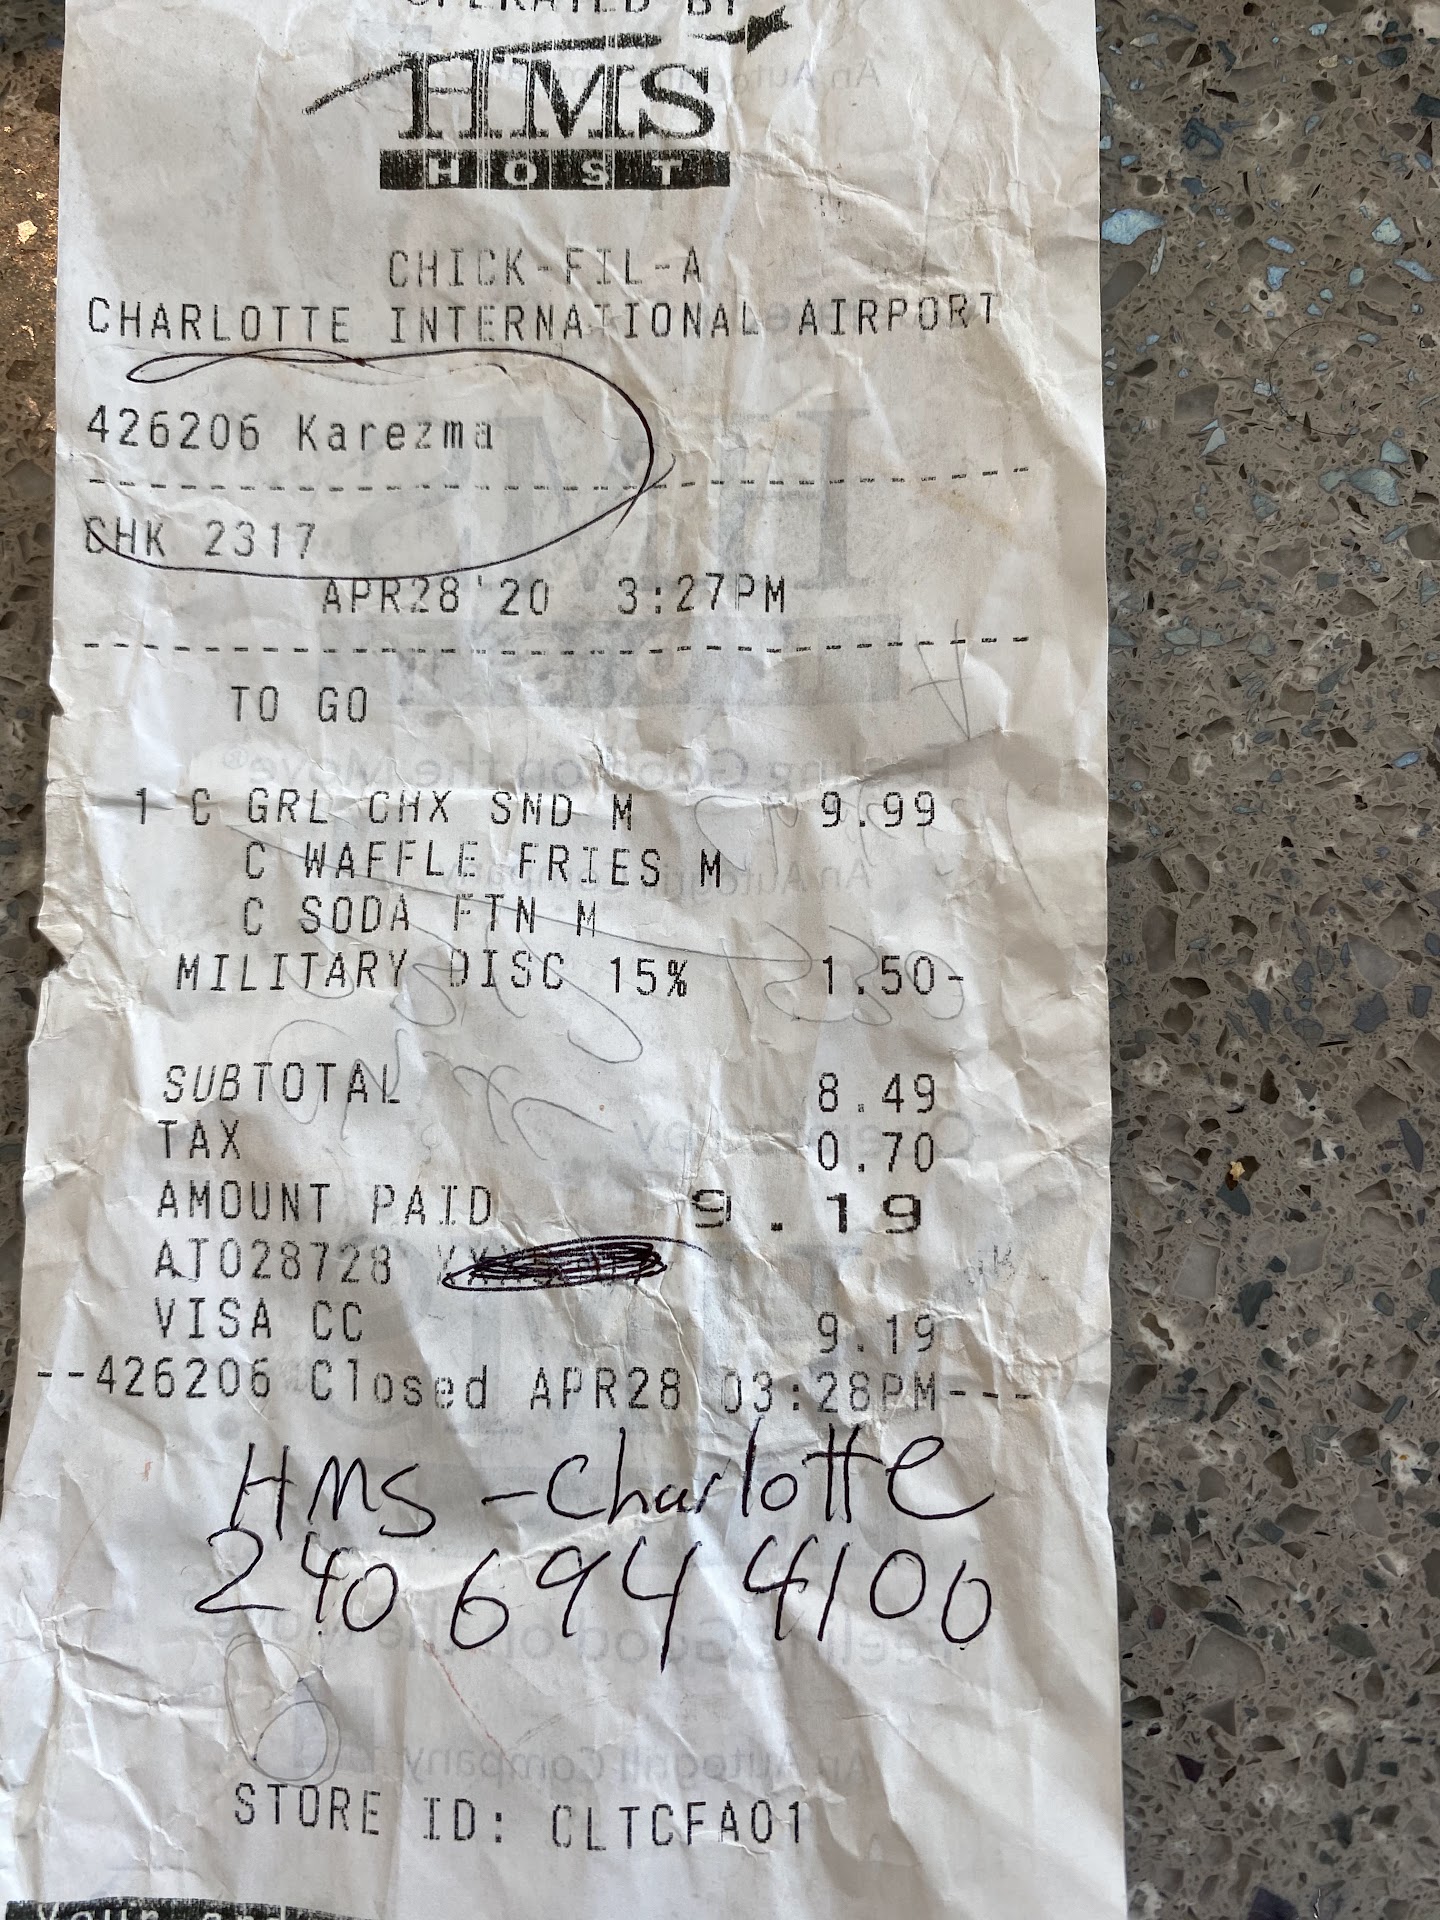 OPERATED BY
HMS
HOST
CHICK-FIL-A
CHARLOTTE INTERNATIONAL AIRPORT
426206 Karezma
--------------------------------
CHK 2317
APR28'20 3:27PM
--------------------------------
TO GO
1 C GRL CHX SND M 9.99
C WAFFLE FRIES M
C SODA FTN M
MILITARY DISC 15% 1.50-
SUBTOTAL 8.49
TAX 0.70
AMOUNT PAID 9.19
AT028728
VISA CC 9.19
--426206 Closed APR28 03:28PM---
HMS - Charlotte
240 694 4100
STORE ID: CLTCFA01